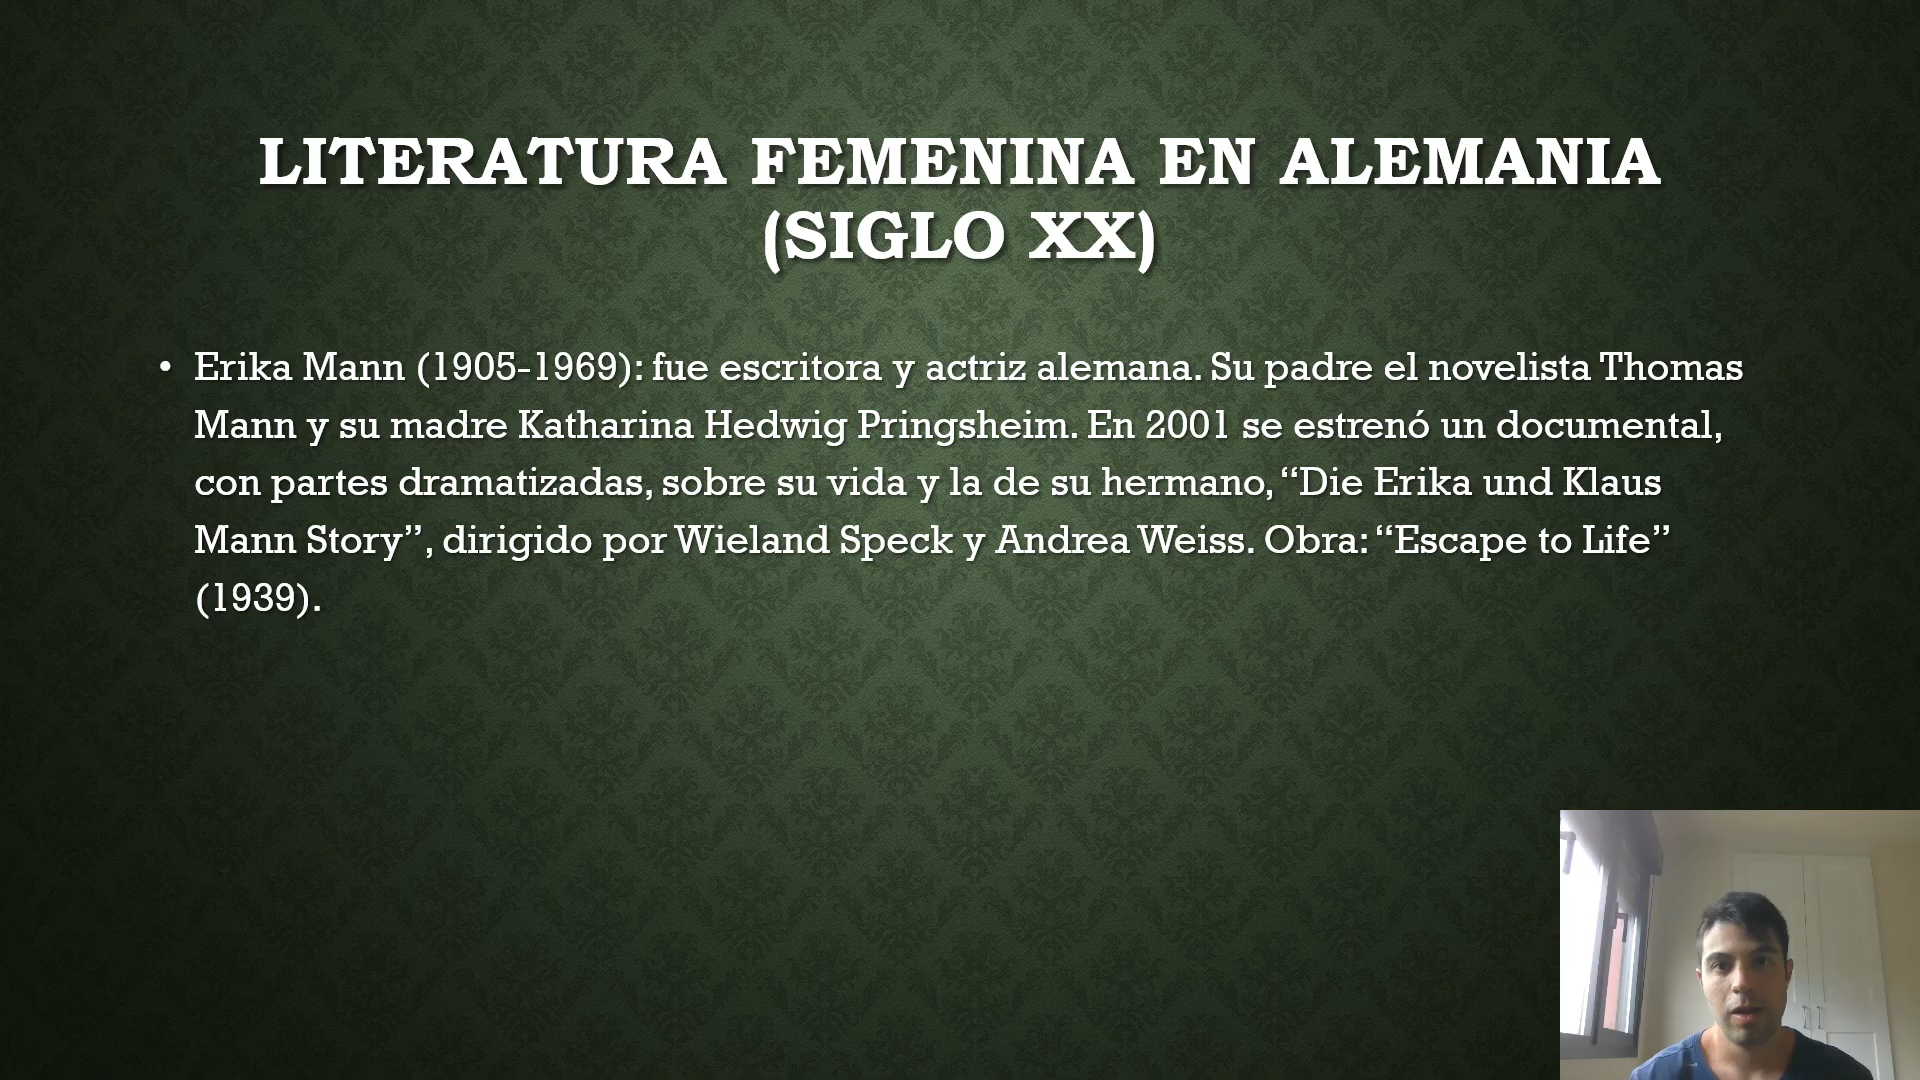 LITERATURA FEMENINA EN ALEMANIA
(SIGLO XX)
• Erika Mann (1905-1969): fue escritora y actriz alemana. Su padre el novelista Thomas
Mann y su madre Katharina Hedwig Pringsheim. En 2001 se estrenó un documental,
con partes dramatizadas, sobre su vida y la de su hermano, “Die Erika und Klaus
Mann Story”, dirigido por Wieland Speck y Andrea Weiss. Obra: “Escape to Life”
(1939).